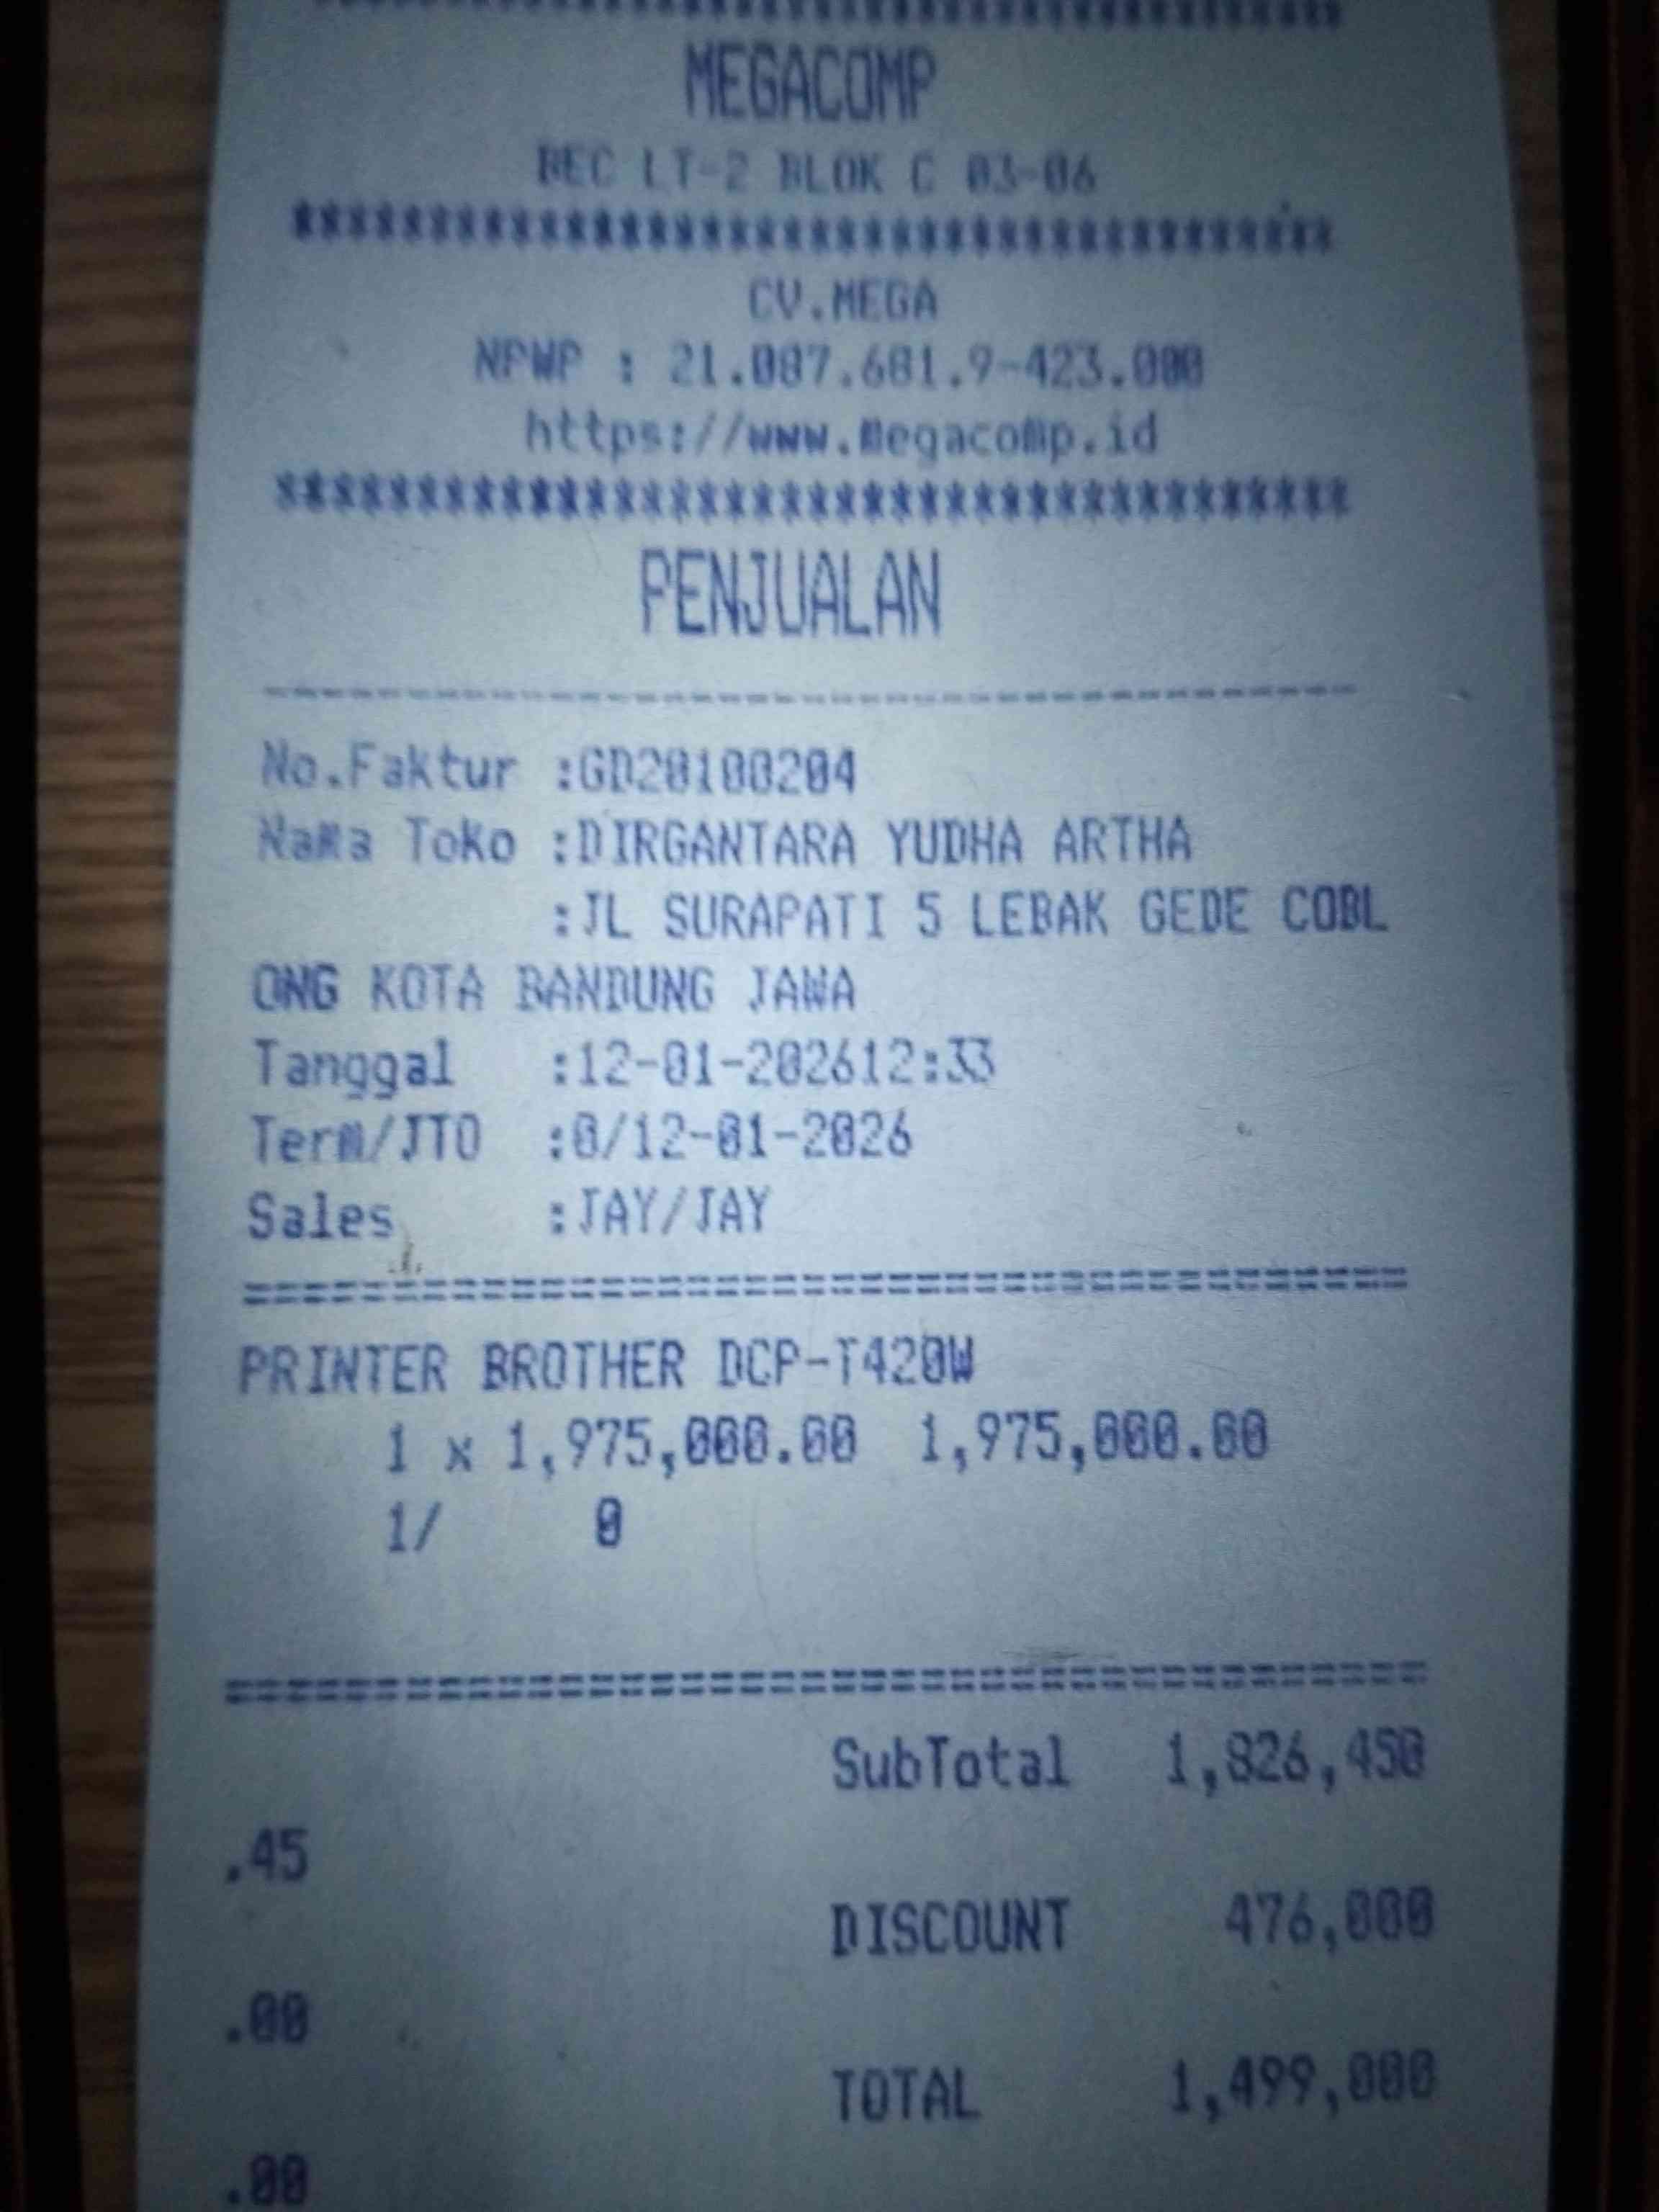 MEGACOMP
BEC LT-2 BLOK C 03-06
**************************************
CV.MEGA
NPWP : 21.087.681.9-423.000
https://www.megacomp.id
**************************************
PENJUALAN
----------------------------------------
No.Faktur :GD20100204
Nama Toko :DIRGANTARA YUDHA ARTHA
:JL SURAPATI 5 LEBAK GEDE COBL
ONG KOTA BANDUNG JAWA
Tanggal :12-01-202612:33
Term/JTO :0/12-01-2026
Sales :JAY/JAY
========================================
PRINTER BROTHER DCP-T420W
1 x 1,975,000.00 1,975,000.00
1/ 0
========================================
SubTotal 1,826,450
.45
DISCOUNT 476,000
.00
TOTAL 1,499,000
.00